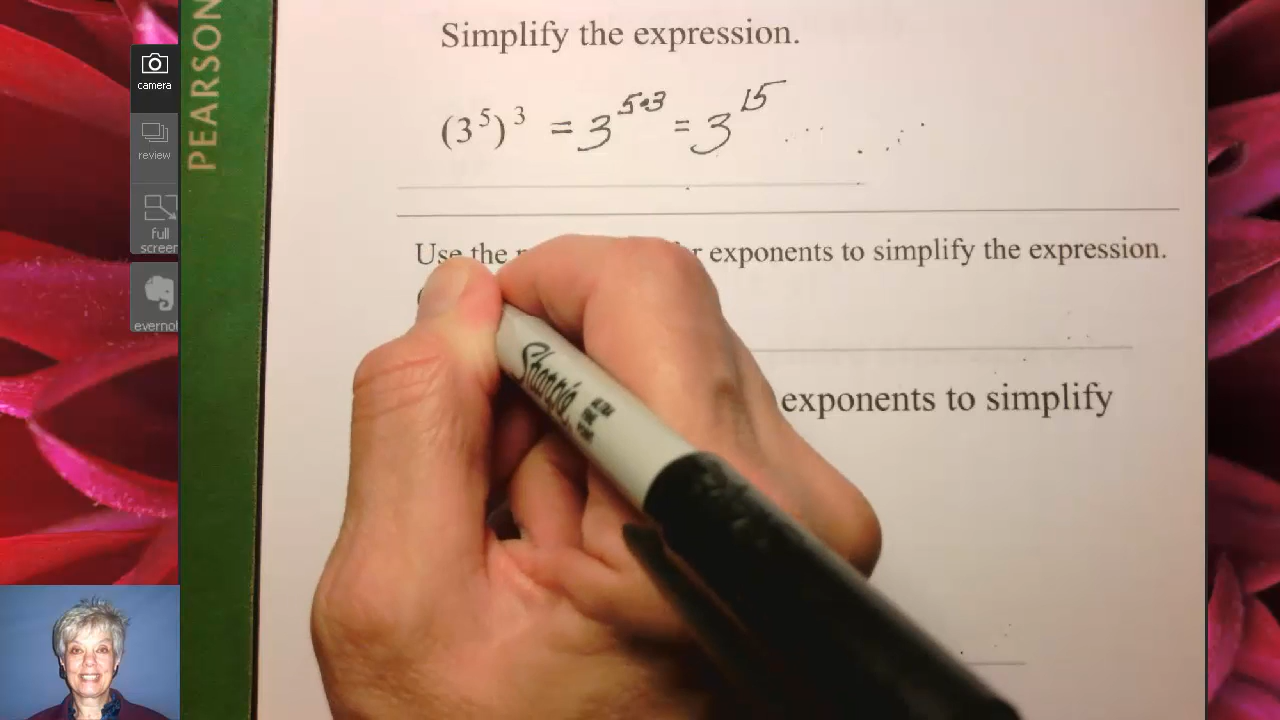 PEARSON
camera
review
full
screen
Simplify the expression.
(3⁵)³ = 3⁵·³ = 3¹⁵
Use the exponents to simplify the expression.
Sharpie
exponents to simplify